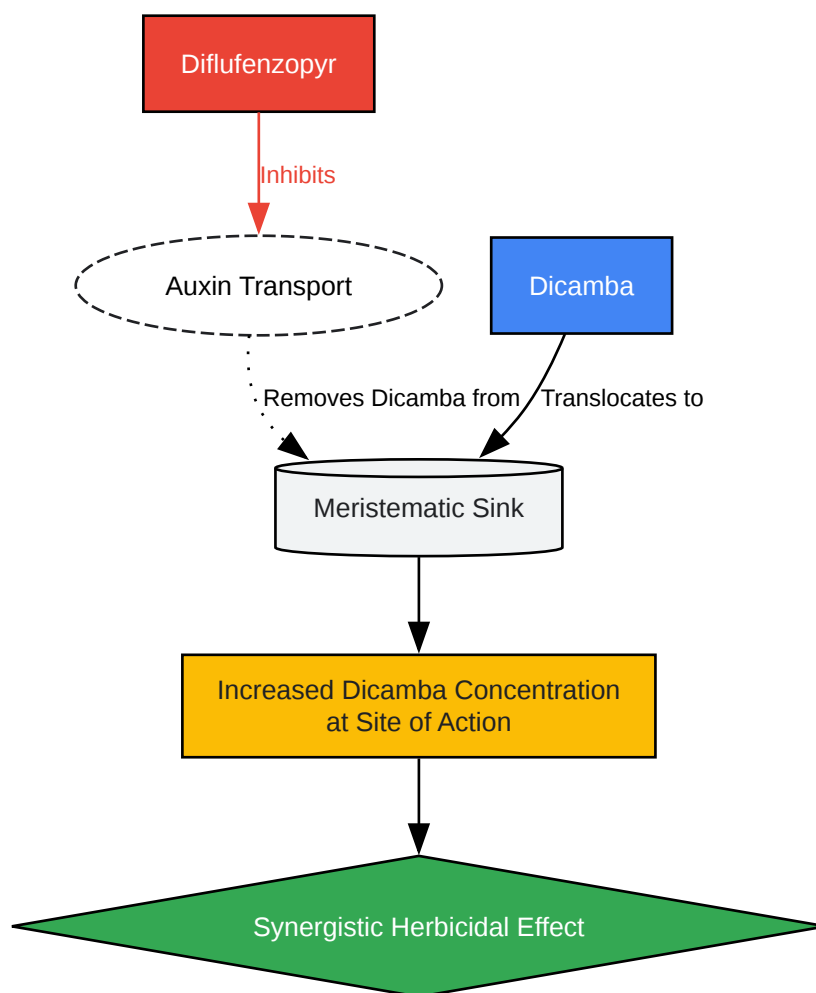 Diflufenzopyr
Inhibits
Auxin Transport
Dicamba
Removes Dicamba from
Translocates to
Meristematic Sink
Increased Dicamba Concentration
at Site of Action
Synergistic Herbicidal Effect